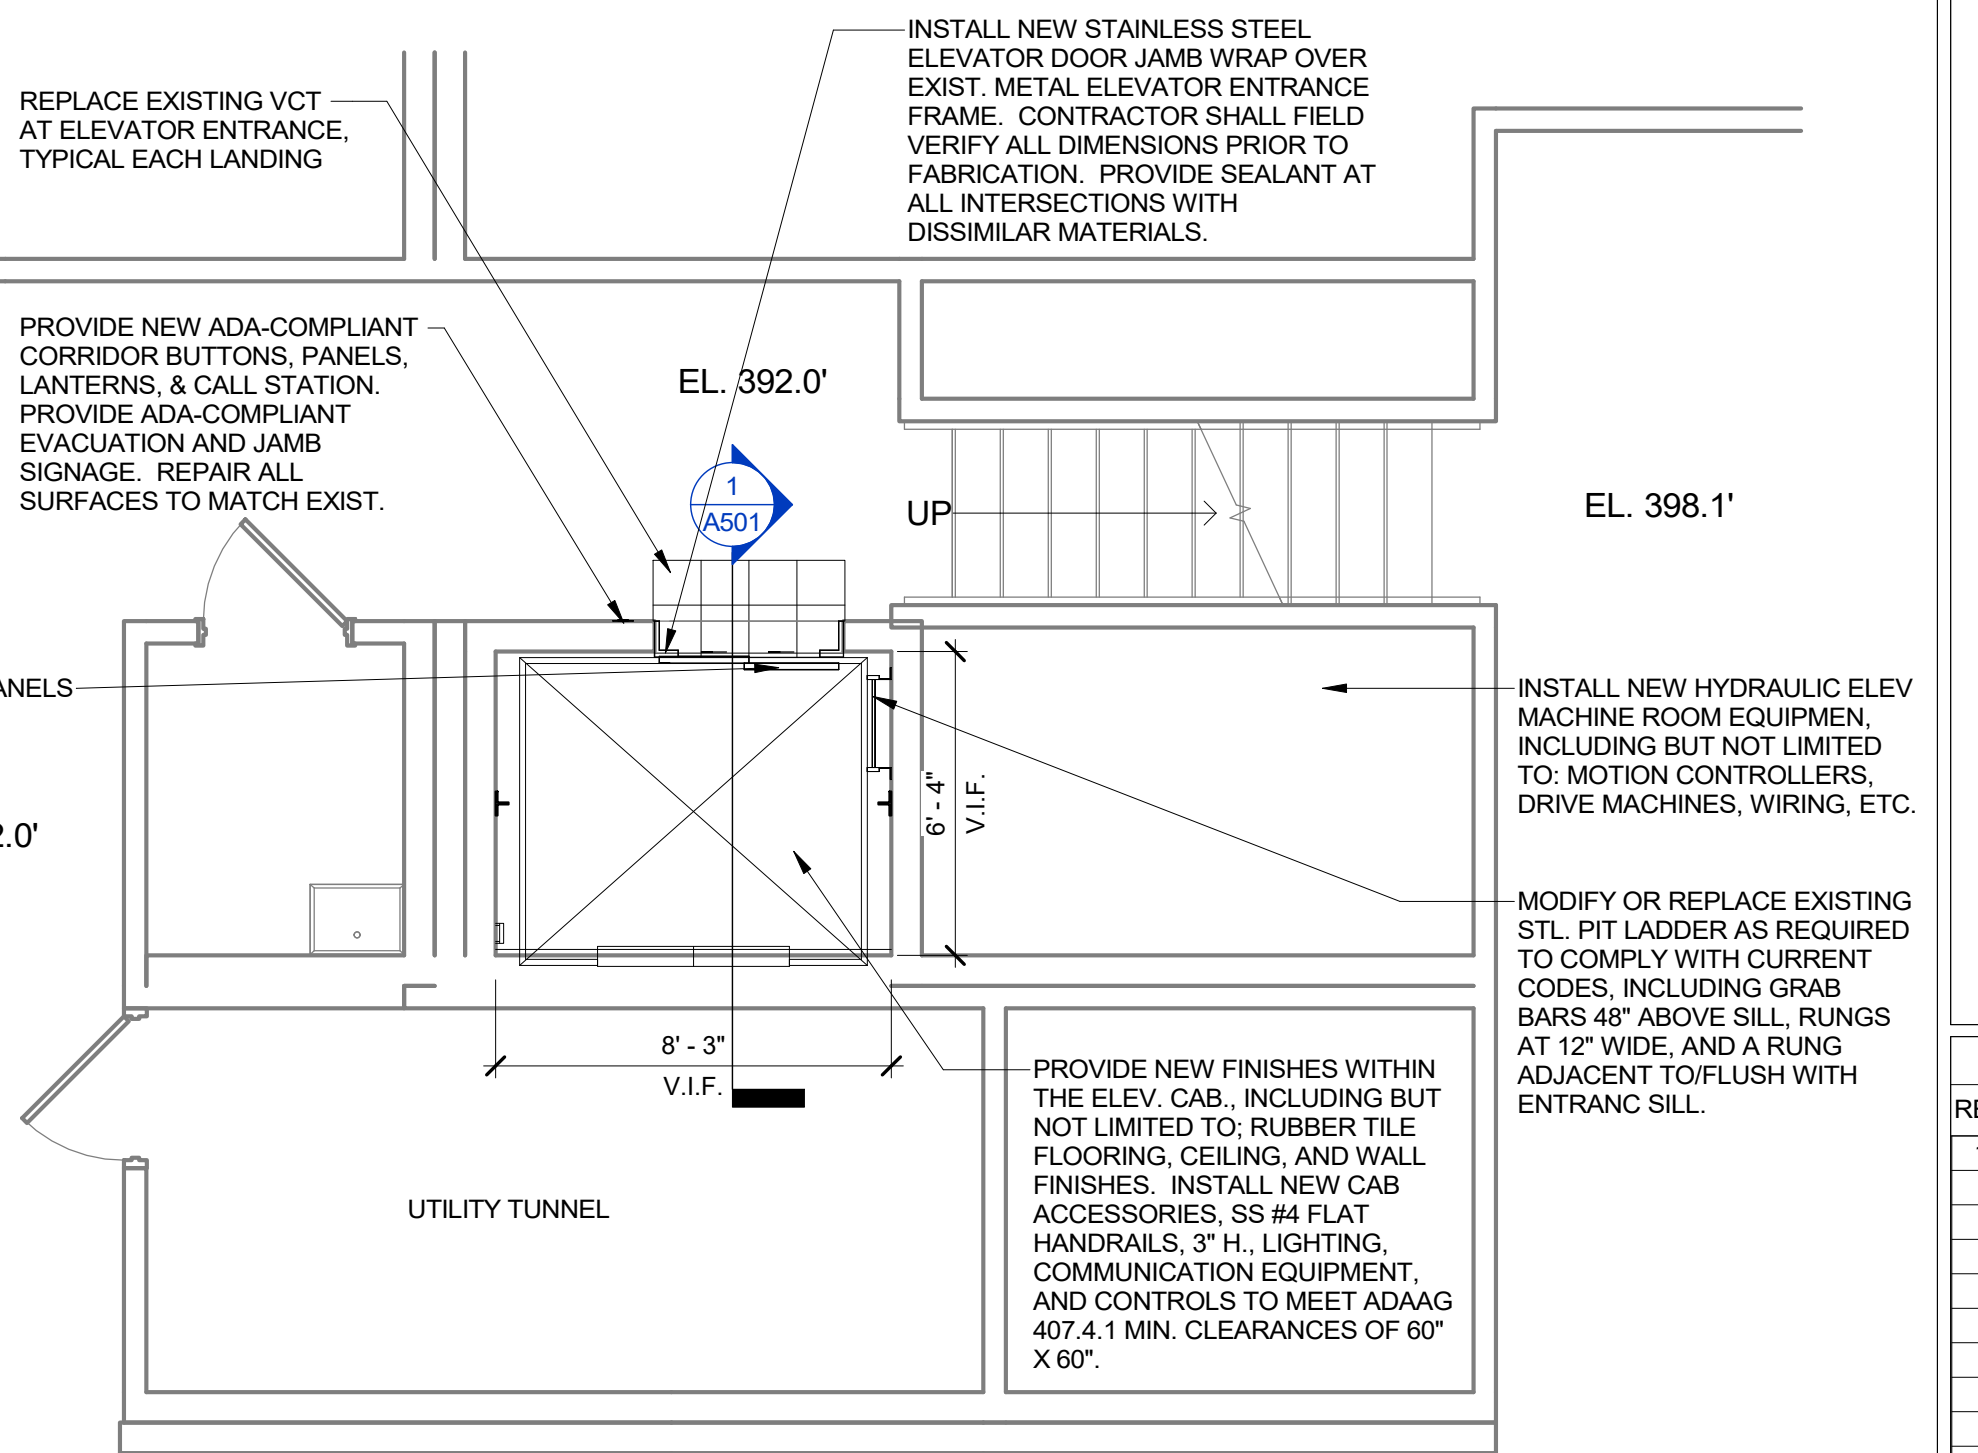 REPLACE EXISTING VCT
AT ELEVATOR ENTRANCE,
TYPICAL EACH LANDING
INSTALL NEW STAINLESS STEEL
ELEVATOR DOOR JAMB WRAP OVER
EXIST. METAL ELEVATOR ENTRANCE
FRAME. CONTRACTOR SHALL FIELD
VERIFY ALL DIMENSIONS PRIOR TO
FABRICATION. PROVIDE SEALANT AT
ALL INTERSECTIONS WITH
DISSIMILAR MATERIALS.
PROVIDE NEW ADA-COMPLIANT
CORRIDOR BUTTONS, PANELS,
LANTERNS, & CALL STATION.
PROVIDE ADA-COMPLIANT
EVACUATION AND JAMB
SIGNAGE. REPAIR ALL
SURFACES TO MATCH EXIST.
EL. 392.0'
1
A501
UP
EL. 398.1'
ANELS
2.0'
6' - 4"
V.I.F.
INSTALL NEW HYDRAULIC ELEV
MACHINE ROOM EQUIPMEN,
INCLUDING BUT NOT LIMITED
TO: MOTION CONTROLLERS,
DRIVE MACHINES, WIRING, ETC.
MODIFY OR REPLACE EXISTING
STL. PIT LADDER AS REQUIRED
TO COMPLY WITH CURRENT
CODES, INCLUDING GRAB
BARS 48" ABOVE SILL, RUNGS
AT 12" WIDE, AND A RUNG
ADJACENT TO/FLUSH WITH
ENTRANC SILL.
8' - 3"
V.I.F.
PROVIDE NEW FINISHES WITHIN
THE ELEV. CAB., INCLUDING BUT
NOT LIMITED TO; RUBBER TILE
FLOORING, CEILING, AND WALL
FINISHES. INSTALL NEW CAB
ACCESSORIES, SS #4 FLAT
HANDRAILS, 3" H., LIGHTING,
COMMUNICATION EQUIPMENT,
AND CONTROLS TO MEET ADAAG
407.4.1 MIN. CLEARANCES OF 60"
X 60".
UTILITY TUNNEL
RE